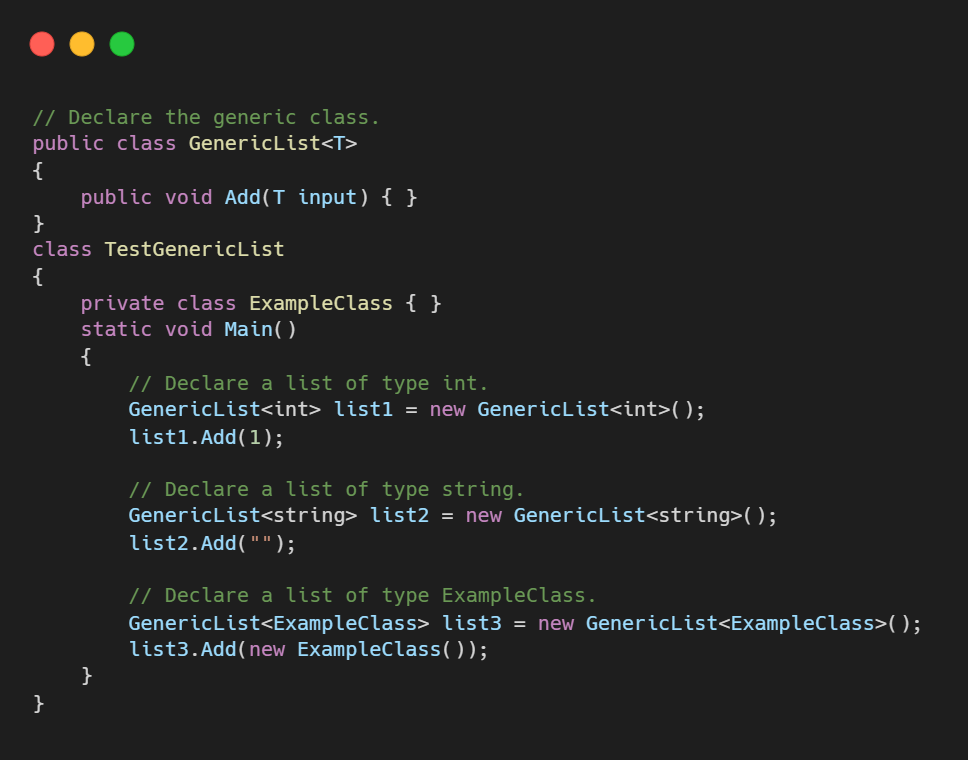 // Declare the generic class.
public class GenericList<T>
{
    public void Add(T input) { }
}
class TestGenericList
{
    private class ExampleClass { }
    static void Main()
    {
        // Declare a list of type int.
        GenericList<int> list1 = new GenericList<int>();
        list1.Add(1);

        // Declare a list of type string.
        GenericList<string> list2 = new GenericList<string>();
        list2.Add("");

        // Declare a list of type ExampleClass.
        GenericList<ExampleClass> list3 = new GenericList<ExampleClass>();
        list3.Add(new ExampleClass());
    }
}